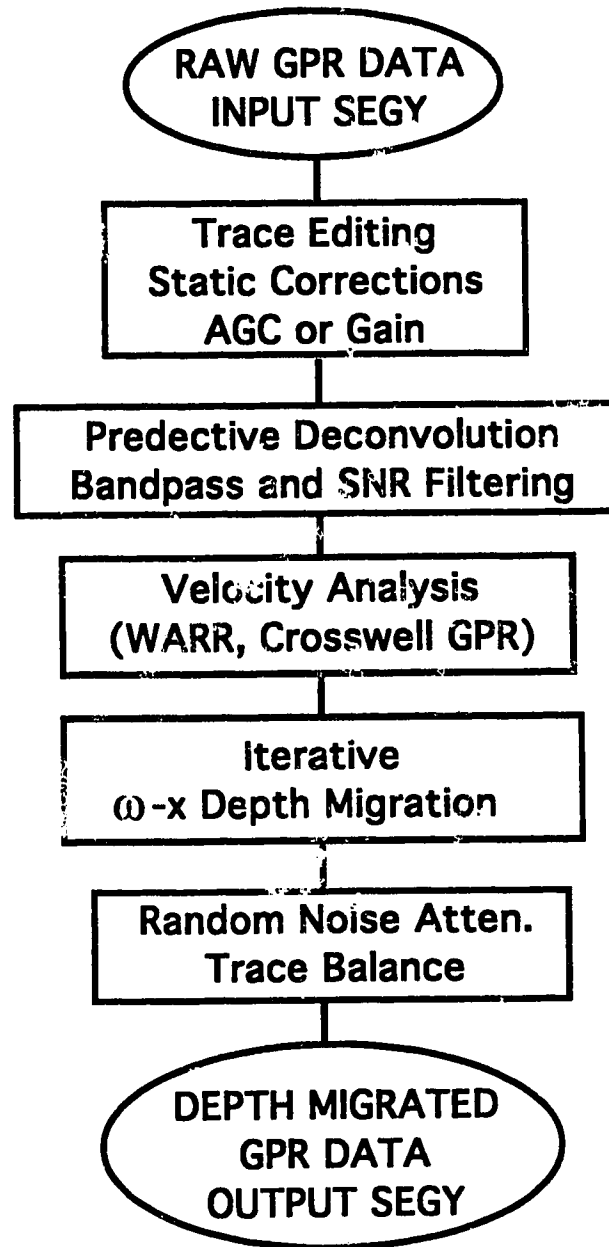 RAW GPR DATA
INPUT SEGY
Trace Editing
Static Corrections
AGC or Gain
Predective Deconvolution
Bandpass and SNR Filtering
Velocity Analysis
(WARR, Crosswell GPR)
Iterative
ω-x Depth Migration
Random Noise Atten.
Trace Balance
DEPTH MIGRATED
GPR DATA
OUTPUT SEGY